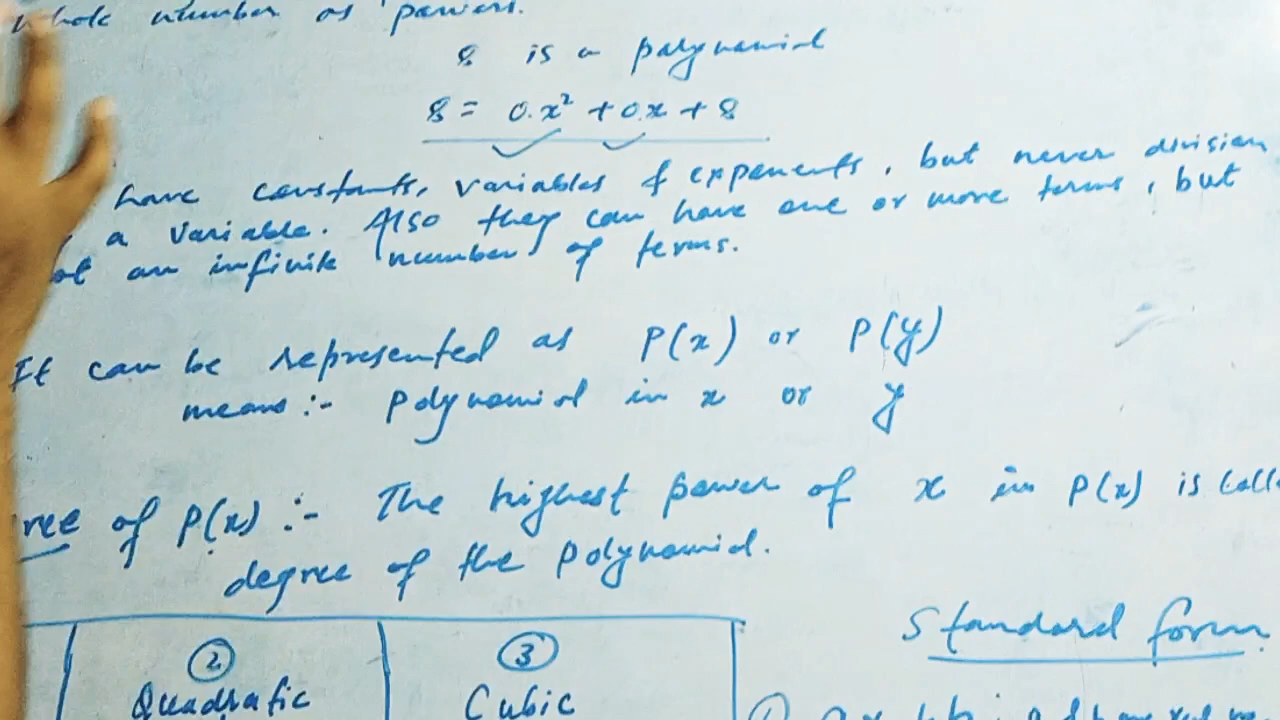 whole number as powers.
8 is a polynomial
8 = 0.x² + 0.x + 8
have constants, variables & exponents, but never division
a variable. Also they can have one or more terms, but
an infinite number of terms.
It can be represented as P(x) or P(y)
means :- Polynomial in x or y
ree of P(x) :- The highest power of x in P(x) is calle
degree of the polynomial.
Standard form
② ③
Quadratic Cubic
①